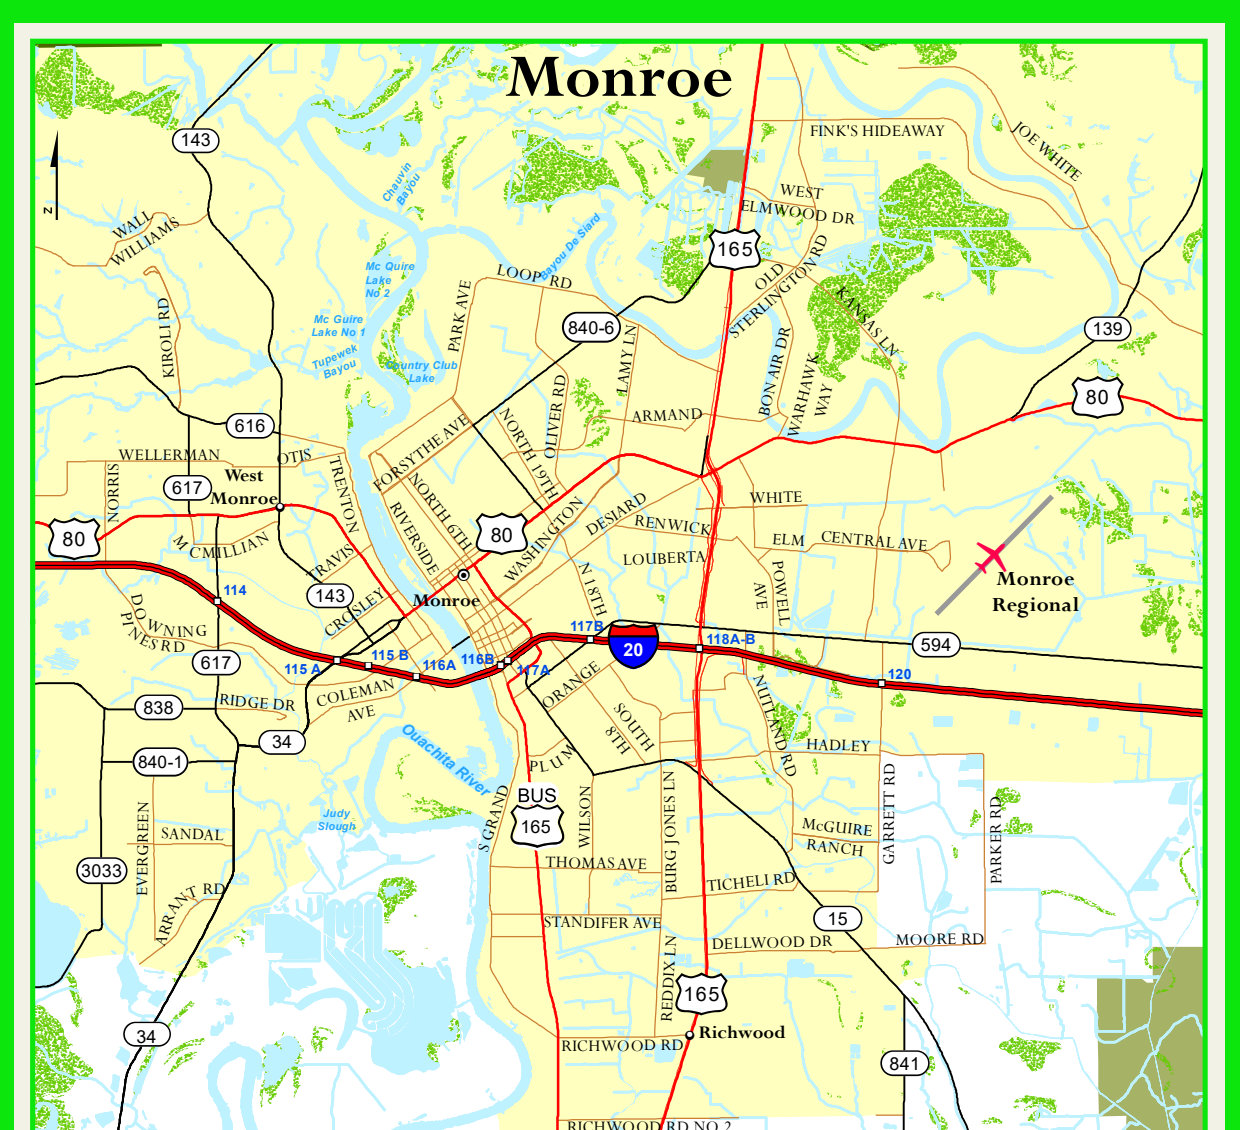 Monroe
FINK'S HIDEAWAY
JOE WHITE
143
Chauvin
Bayou
WEST
ELMWOOD DR
N
WALL
WILLIAMS
Bayou De Siard
165
OLD
STERLINGTON RD
Mc Quire
Lake
No 2
LOOP RD
KANSAS LN
PARK AVE
KIROLI RD
Mc Guire
Lake No 1
840-6
139
LAMY LN
Tupewek
Bayou
Country Club
Lake
BON AIR DR
WARHAWK
WAY
80
OLIVER RD
ARMAND
NORTH 19TH
616
FORSYTHE AVE
WELLERMAN
OTIS
West
Monroe
617
NORRIS
TRENTON
NORTH 6TH
RIVERSIDE
WHITE
DESIARD
RENWICK
80
80
WASHINGTON
ELM
CENTRAL AVE
MCMILLIAN
LOUBERTA
TRAVIS
Monroe
Regional
N 18TH
POWELL
AVE
114
143
Monroe
CROSLEY
DOWNING
PINES RD
117B
20
118A-B
594
617
115 A
115 B
116A
116B
117A
120
ORANGE
COLEMAN
AVE
RIDGE DR
838
NUTLAND RD
SOUTH
8TH
34
Ouachita River
HADLEY
840-1
PLUM
BUS
165
Judy
Slough
S GRAND
WILSON
BURG JONES LN
GARRETT RD
PARKER RD
EVERGREEN
SANDAL
McGUIRE
RANCH
THOMAS AVE
3033
TICHELI RD
ARRANT RD
STANDIFER AVE
15
DELLWOOD DR
MOORE RD
REDDIX LN
165
34
Richwood
RICHWOOD RD
841
RICHWOOD RD NO 2